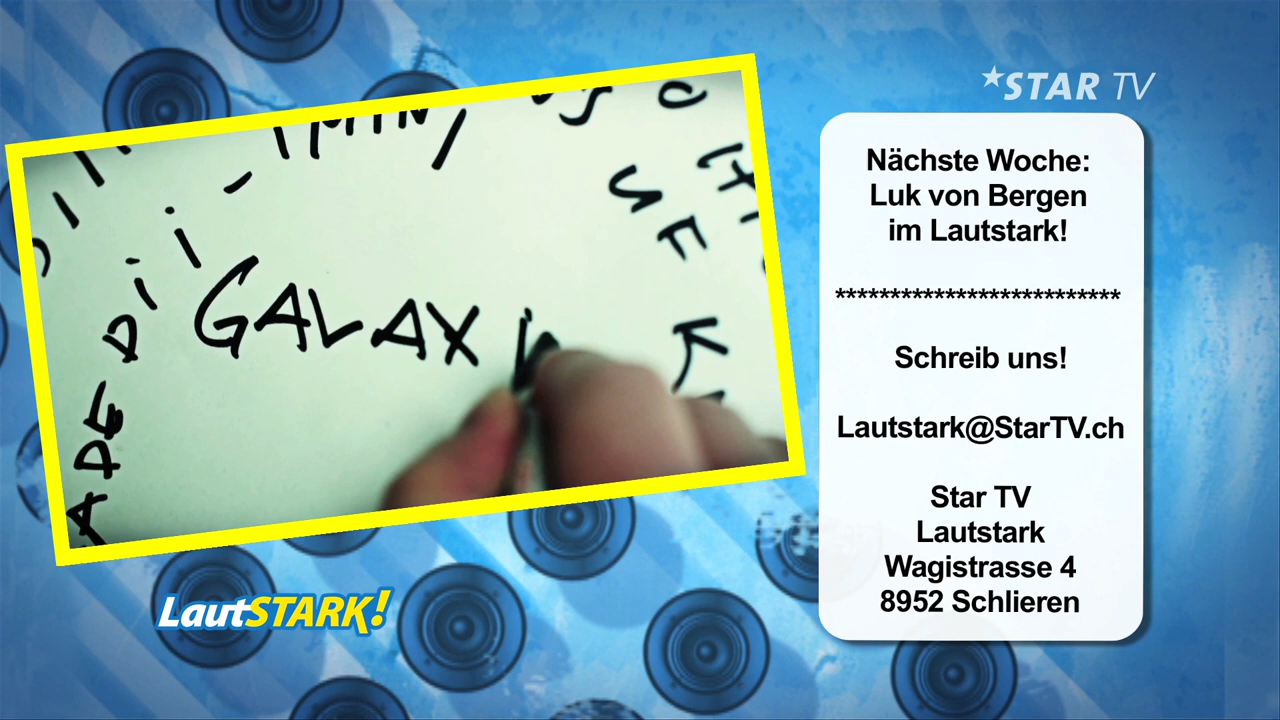 ★STAR TV
GALAX
Nächste Woche:
Luk von Bergen
im Lautstark!
**************************
Schreib uns!
Lautstark@StarTV.ch
Star TV
Lautstark
Wagistrasse 4
8952 Schlieren
LautSTARK!